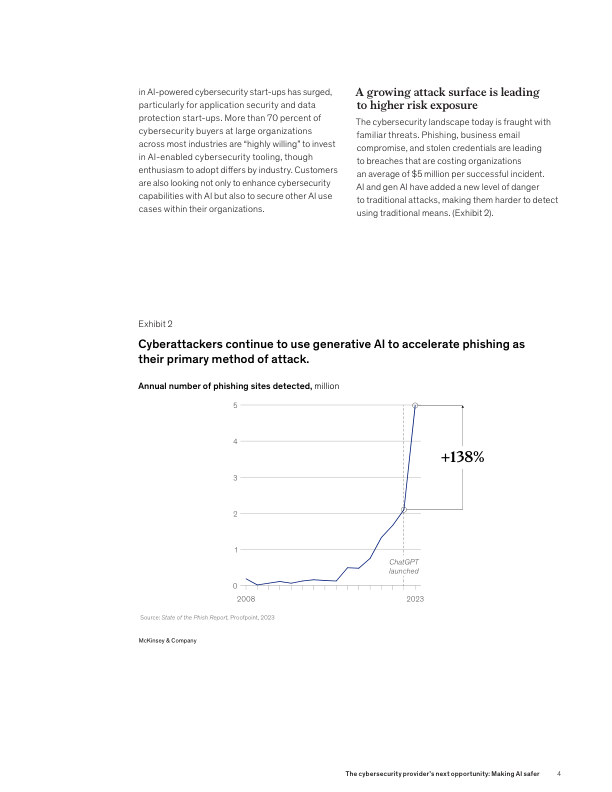 in AI-powered cybersecurity start-ups has surged,
particularly for application security and data
protection start-ups. More than 70 percent of
cybersecurity buyers at large organizations
across most industries are “highly willing” to invest
in AI-enabled cybersecurity tooling, though
enthusiasm to adopt differs by industry. Customers
are also looking not only to enhance cybersecurity
capabilities with AI but also to secure other AI use
cases within their organizations.
A growing attack surface is leading
to higher risk exposure
The cybersecurity landscape today is fraught with
familiar threats. Phishing, business email
compromise, and stolen credentials are leading
to breaches that are costing organizations
an average of $5 million per successful incident.
AI and gen AI have added a new level of danger
to traditional attacks, making them harder to detect
using traditional means. (Exhibit 2).
Exhibit 2
Cyberattackers continue to use generative AI to accelerate phishing as
their primary method of attack.
Annual number of phishing sites detected, million
5
4
3
2
1
0
+138%
ChatGPT
launched
2008
2023
Source: State of the Phish Report, Proofpoint, 2023
McKinsey & Company
The cybersecurity provider’s next opportunity: Making AI safer 4